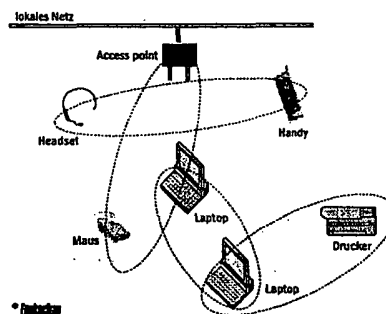 lokales Netz
Access point
Headset
Handy
Laptop
Maus
Drucker
Laptop